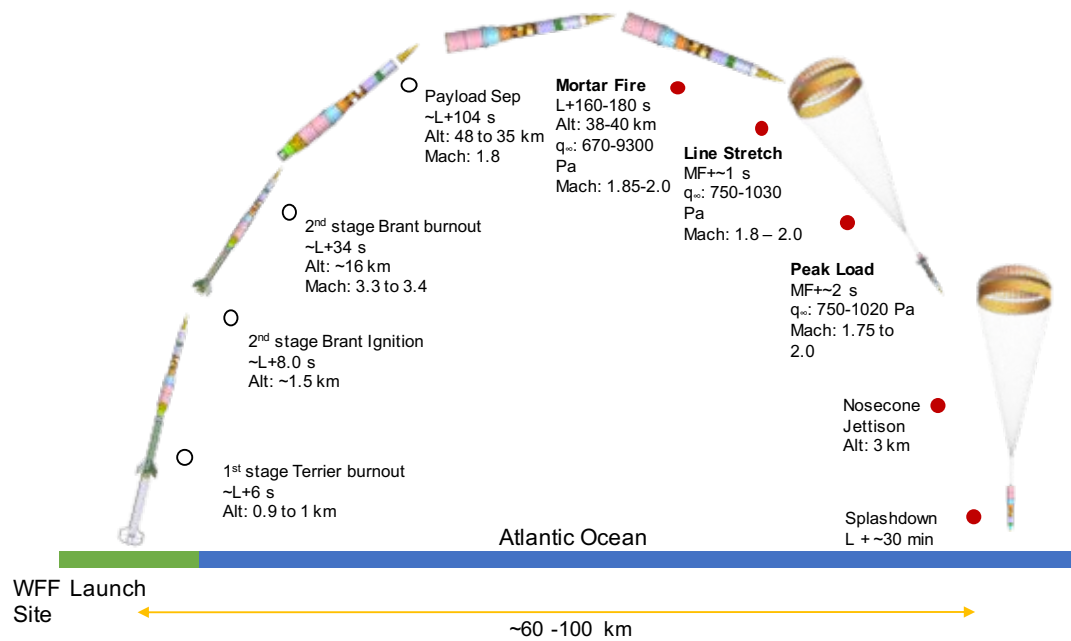 Payload Sep
~L+104 s
Alt: 48 to 35 km
Mach: 1.8
Mortar Fire
L+160-180 s
Alt: 38-40 km
q∞: 670-9300
Pa
Mach: 1.85-2.0
Line Stretch
MF+~1 s
q∞: 750-1030
Pa
Mach: 1.8 – 2.0
2nd stage Brant burnout
~L+34 s
Alt: ~16 km
Mach: 3.3 to 3.4
Peak Load
MF+~2 s
q∞: 750-1020 Pa
Mach: 1.75 to
2.0
2nd stage Brant Ignition
~L+8.0 s
Alt: ~1.5 km
Nosecone
Jettison
Alt: 3 km
1st stage Terrier burnout
~L+6 s
Alt: 0.9 to 1 km
Splashdown
L + ~30 min
Atlantic Ocean
WFF Launch
Site
~60 -100 km